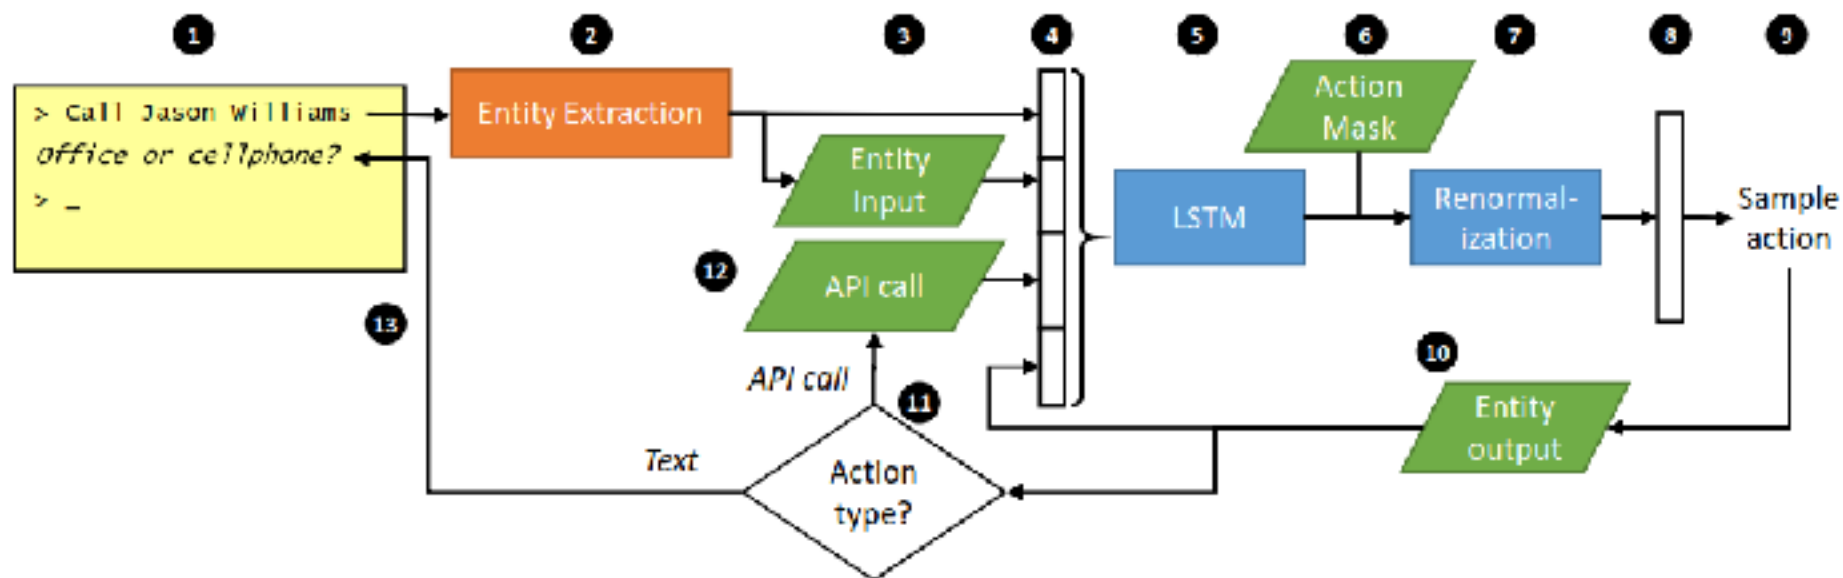 1
2
3
4
5
6
7
8
9
> Call Jason Williams
Office or cellphone?
> _
Entity Extraction
Entity
Input
API call
LSTM
Action
Mask
Renormal-
ization
Sample
action
12
13
10
11
API call
Text
Action
type?
Entity
output